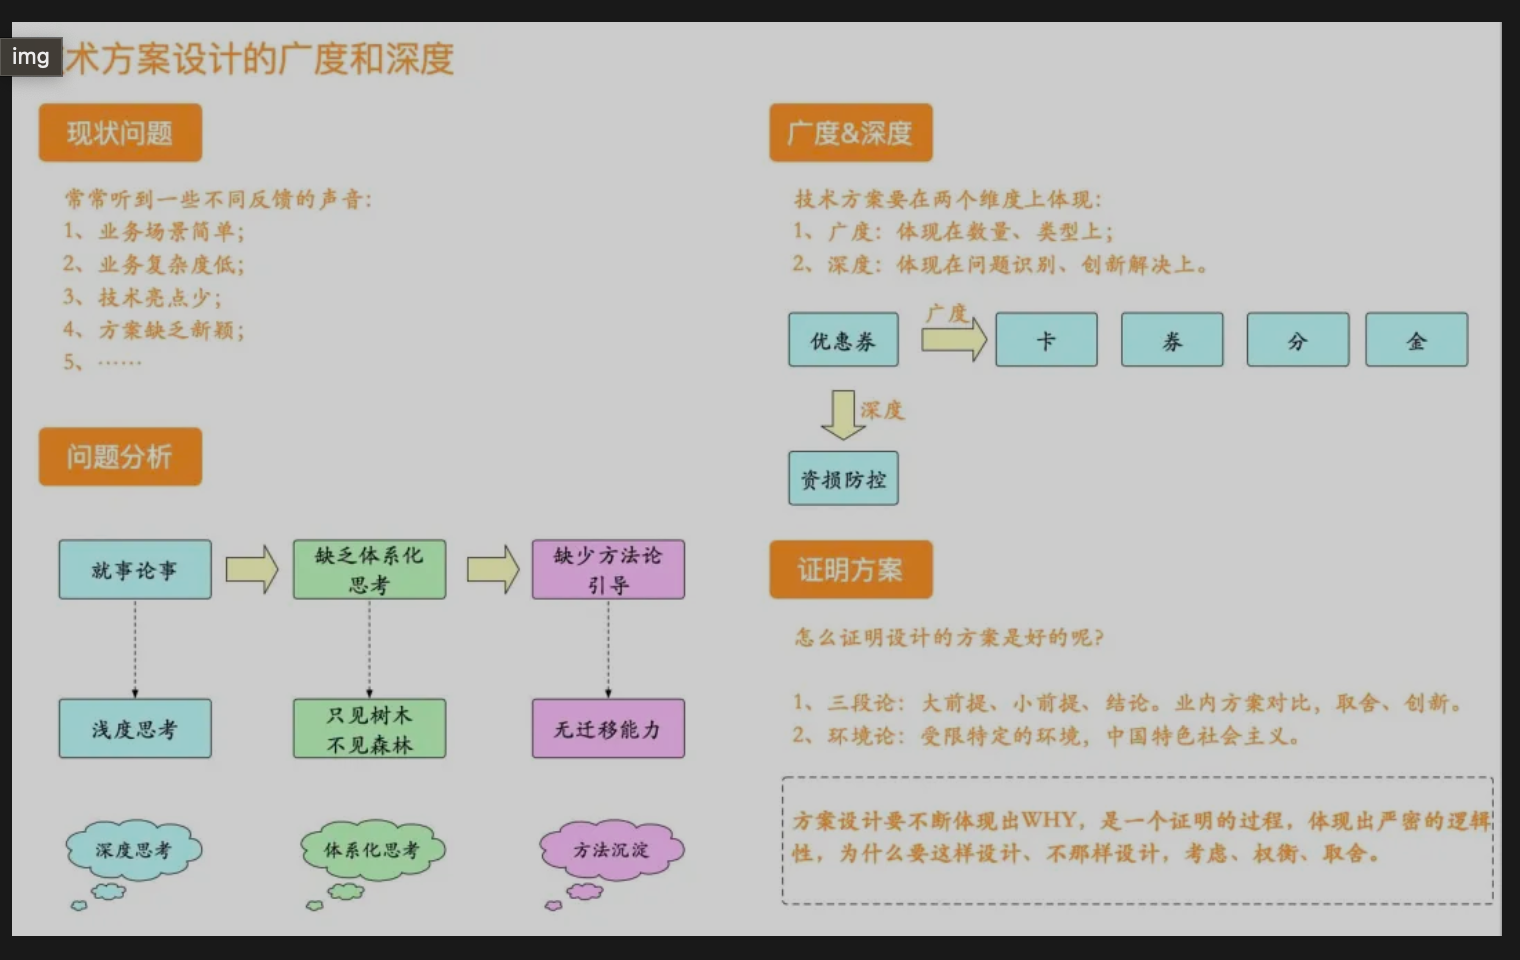 img
术方案设计的广度和深度
现状问题
常常听到一些不同反馈的声音：
1、业务场景简单；
2、业务复杂度低；
3、技术亮点少；
4、方案缺乏新颖；
5、……
问题分析
就事论事
缺乏体系化
思考
缺少方法论
引导
浅度思考
只见树木
不见森林
无迁移能力
深度思考
体系化思考
方法沉淀
广度&深度
技术方案要在两个维度上体现：
1、广度：体现在数量、类型上；
2、深度：体现在问题识别、创新解决上。
优惠券
广度
卡
券
分
金
深度
资损防控
证明方案
怎么证明设计的方案是好的呢？
1、三段论：大前提、小前提、结论。业内方案对比，取舍、创新。
2、环境论：受限特定的环境，中国特色社会主义。
方案设计要不断体现出WHY，是一个证明的过程，体现出严密的逻辑
性，为什么要这样设计、不那样设计，考虑、权衡、取舍。